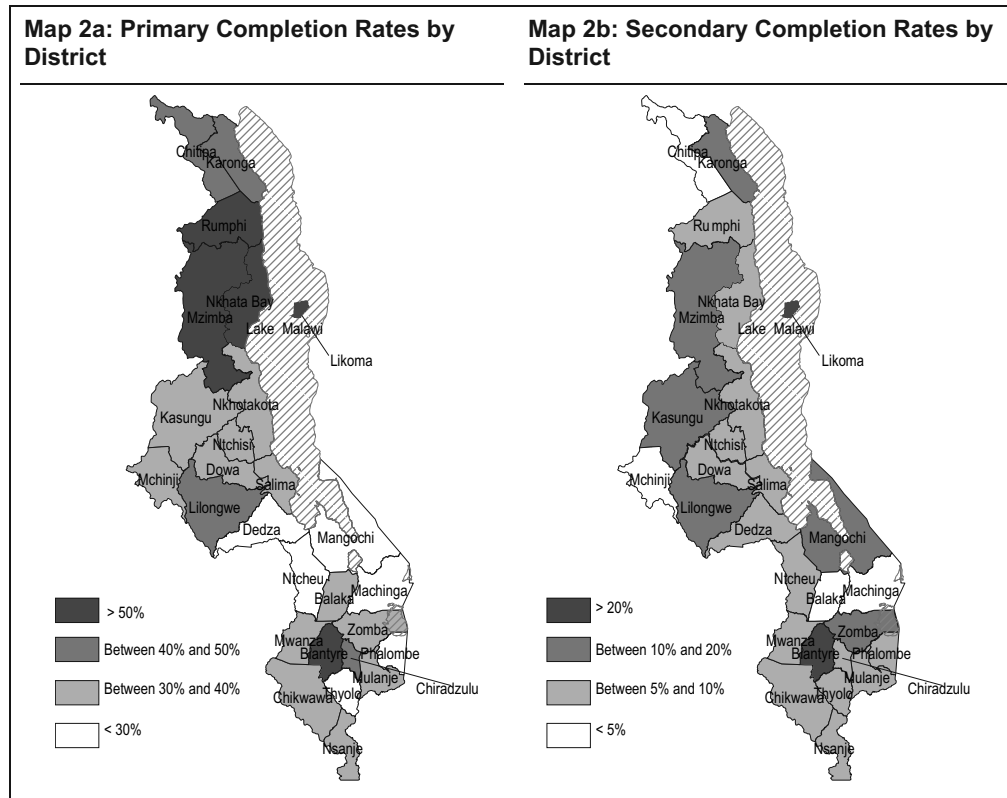 Map 2a: Primary Completion Rates by
District
Chitipa
Karonga
Rumphi
Nkhata Bay
Mzimba
Lake Malawi
Likoma
Nkhotakota
Kasungu
Ntchisi
Dowa
Mchinji
Salima
Lilongwe
Dedza
Mangochi
Ntcheu
Machinga
Balaka
> 50%
Zomba
Between 40% and 50%
Mwanza
Blantyre
Phalombe
Mulanje
Chiradzulu
Between 30% and 40%
Thyolo
Chikwawa
< 30%
Nsanje
Map 2b: Secondary Completion Rates by
District
Chitipa
Karonga
Rumphi
Nkhata Bay
Mzimba
Lake Malawi
Likoma
Nkhotakota
Kasungu
Ntchisi
Dowa
Mchinji
Salima
Lilongwe
Dedza
Mangochi
Ntcheu
Machinga
Balaka
> 20%
Zomba
Between 10% and 20%
Mwanza
Blantyre
Phalombe
Mulanje
Chiradzulu
Between 5% and 10%
Thyolo
Chikwawa
< 5%
Nsanje